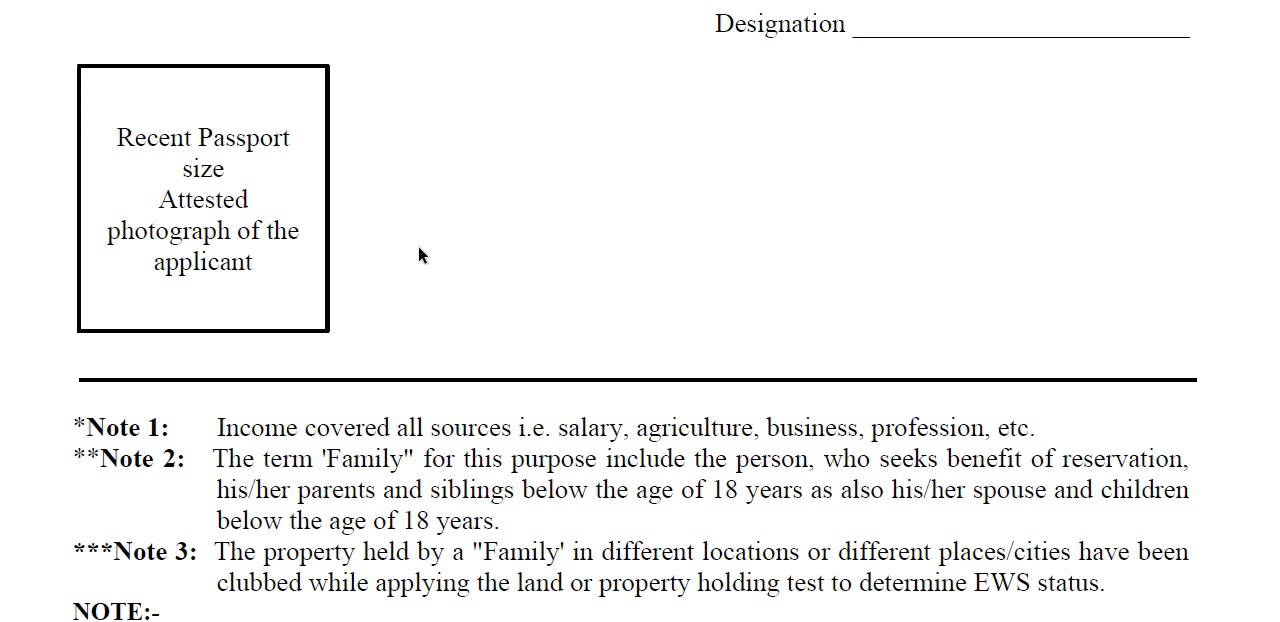 Designation __________________________
Recent Passport
size
Attested
photograph of the
applicant
*Note 1: Income covered all sources i.e. salary, agriculture, business, profession, etc.
**Note 2: The term 'Family" for this purpose include the person, who seeks benefit of reservation,
his/her parents and siblings below the age of 18 years as also his/her spouse and children
below the age of 18 years.
***Note 3: The property held by a "Family' in different locations or different places/cities have been
clubbed while applying the land or property holding test to determine EWS status.
NOTE:-